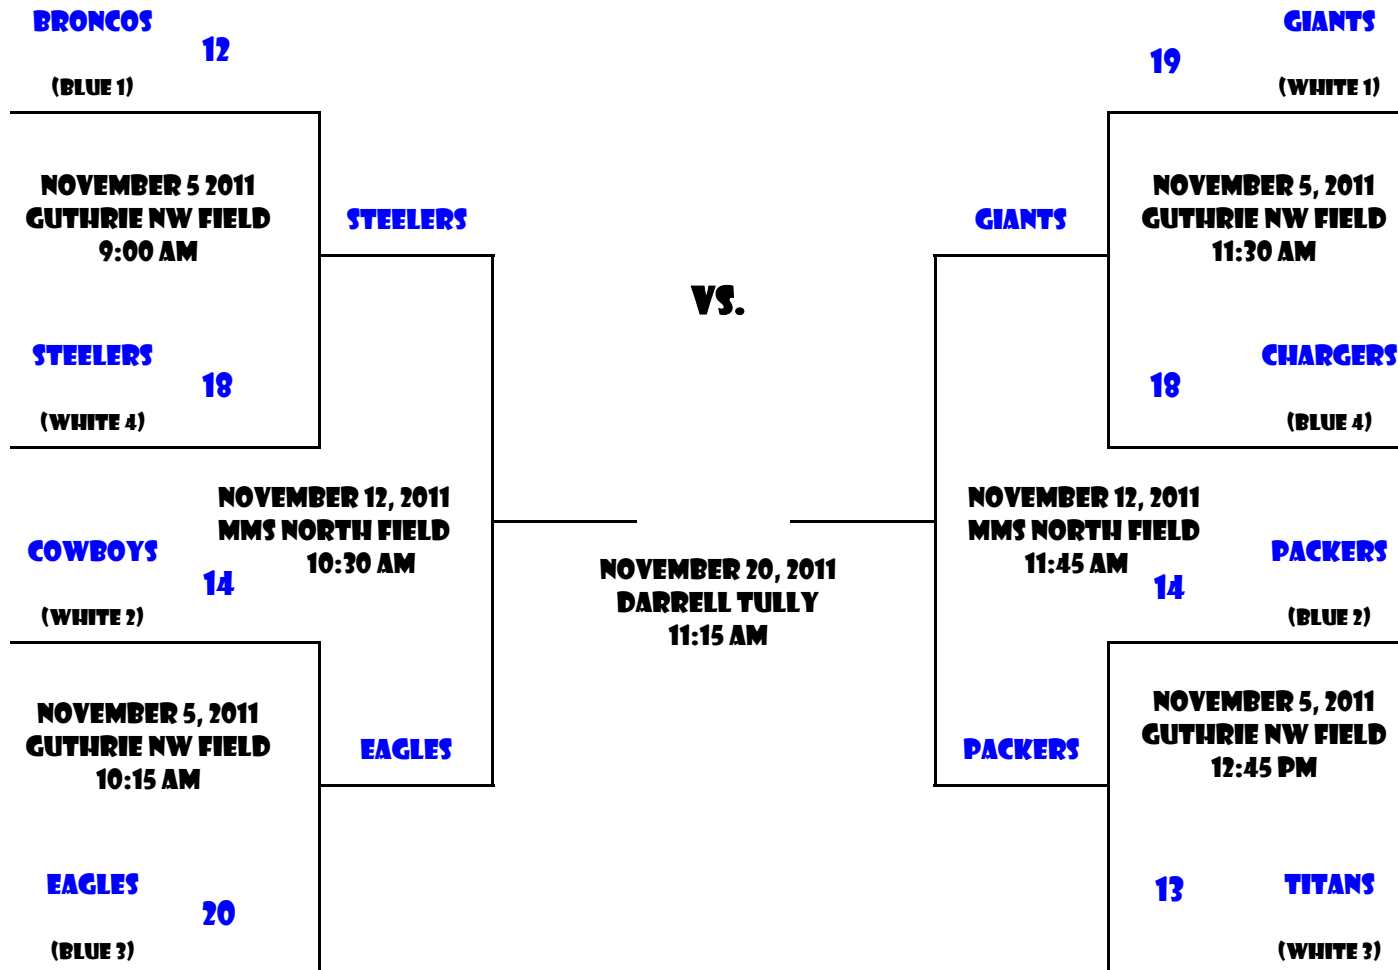 BRONCOS
12
(BLUE 1)
NOVEMBER 5 2011
GUTHRIE NW FIELD
9:00 AM
STEELERS
18
(WHITE 4)
STEELERS
COWBOYS
14
(WHITE 2)
NOVEMBER 12, 2011
MMS NORTH FIELD
10:30 AM
NOVEMBER 5, 2011
GUTHRIE NW FIELD
10:15 AM
EAGLES
EAGLES
20
(BLUE 3)
VS.
NOVEMBER 20, 2011
DARRELL TULLY
11:15 AM
GIANTS
19
(WHITE 1)
NOVEMBER 5, 2011
GUTHRIE NW FIELD
11:30 AM
GIANTS
CHARGERS
18
(BLUE 4)
NOVEMBER 12, 2011
MMS NORTH FIELD
11:45 AM
PACKERS
14
(BLUE 2)
NOVEMBER 5, 2011
GUTHRIE NW FIELD
12:45 PM
PACKERS
13
TITANS
(WHITE 3)